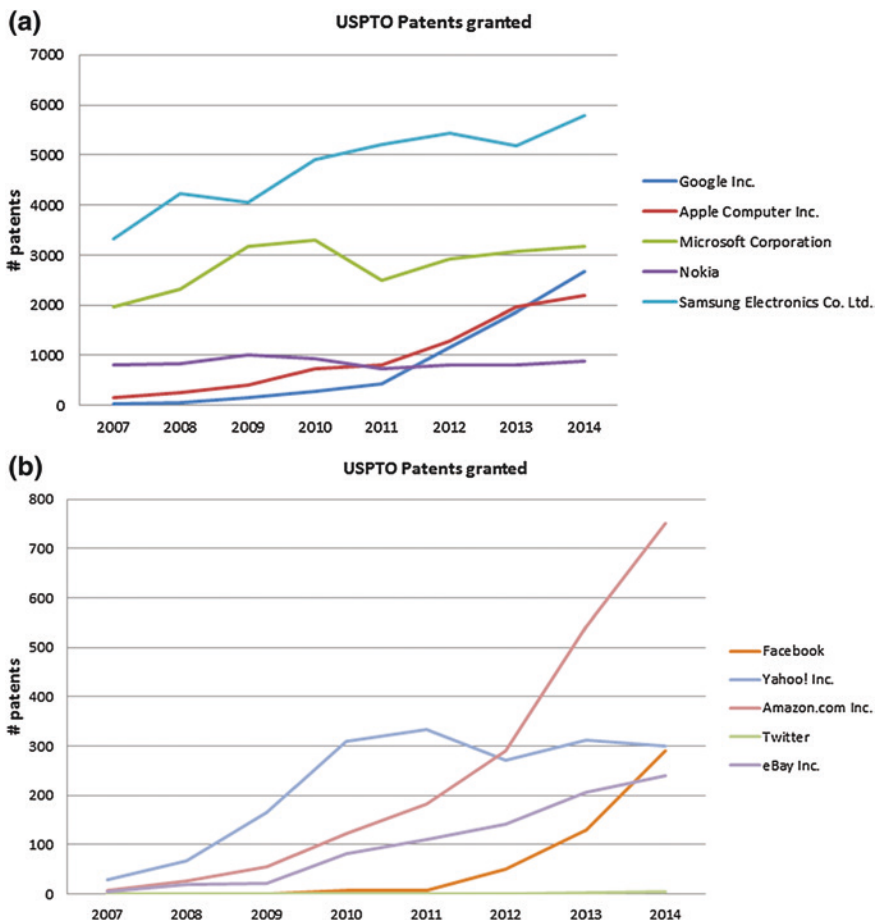 (a)
USPTO Patents granted
7000
6000
5000
4000
3000
2000
1000
0
# patents
2007 2008 2009 2010 2011 2012 2013 2014
Google Inc.
Apple Computer Inc.
Microsoft Corporation
Nokia
Samsung Electronics Co. Ltd.
(b)
USPTO Patents granted
800
700
600
500
400
300
200
100
0
# patents
2007 2008 2009 2010 2011 2012 2013 2014
Facebook
Yahoo! Inc.
Amazon.com Inc.
Twitter
eBay Inc.